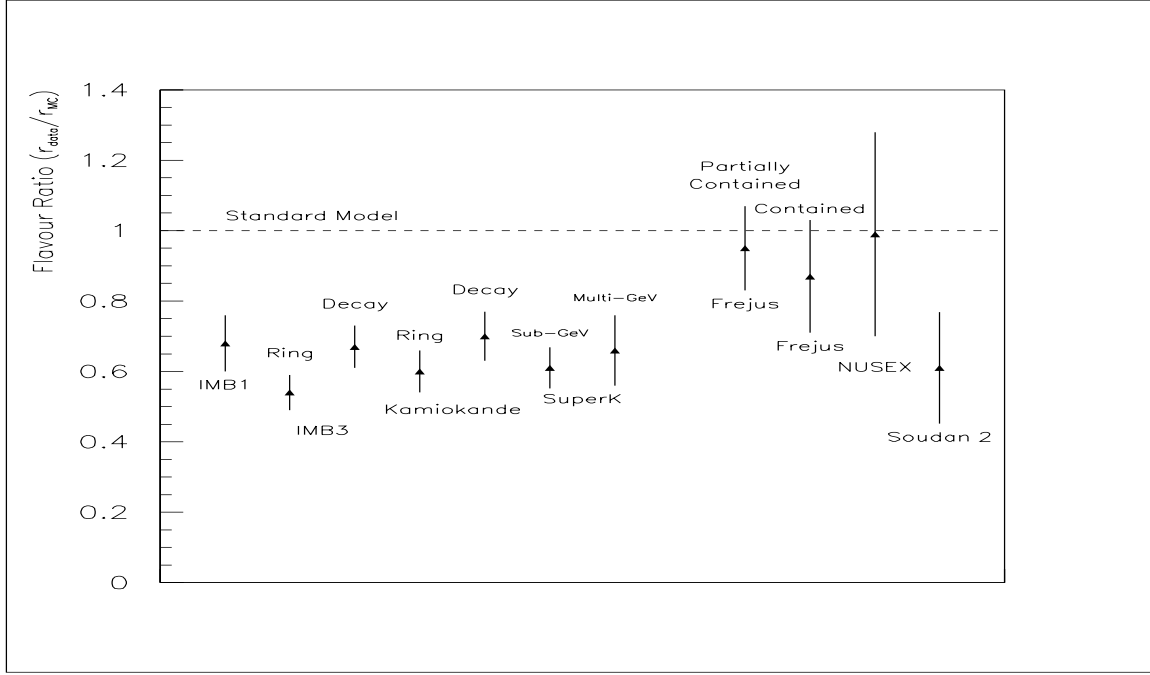 Flavour Ratio (r_data/r_MC)
1.4
1.2
1
0.8
0.6
0.4
0.2
0
Standard Model
IMB1
Ring
IMB3
Decay
Ring
Kamiokande
Decay
Sub-GeV
SuperK
Multi-GeV
Partially
Contained
Frejus
Contained
Frejus
NUSEX
Soudan 2